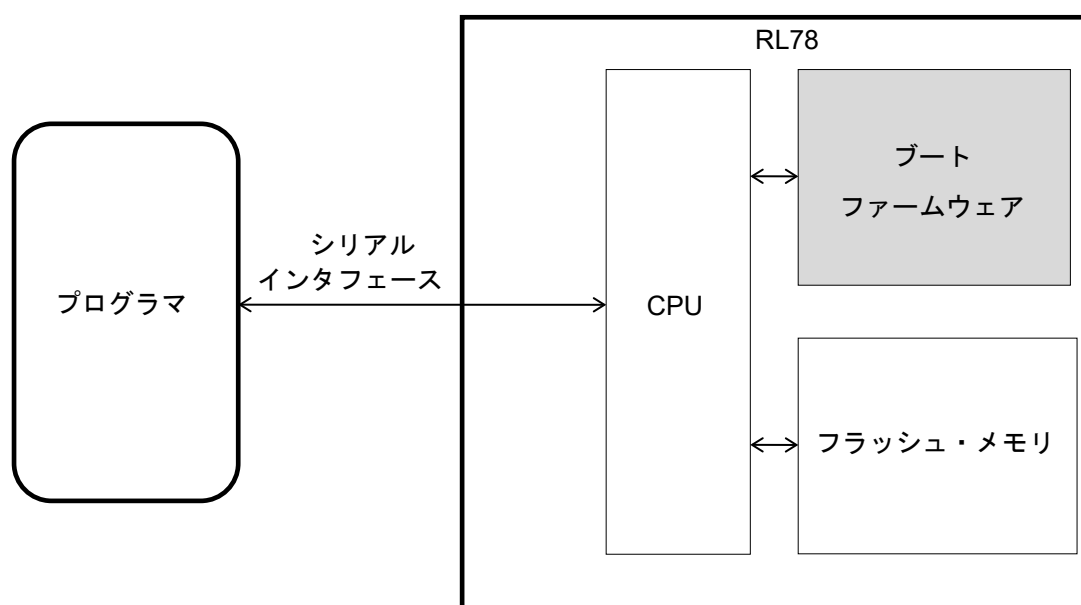 RL78
ブート
ファームウェア
シリアル
インタフェース
プログラマ
CPU
フラッシュ・メモリ